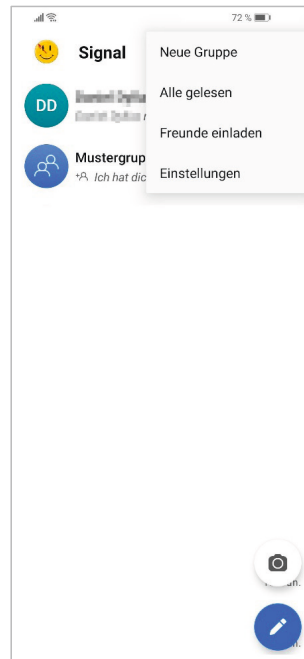 72 %
Signal
Neue Gruppe
Alle gelesen
Freunde einladen
Einstellungen
DD
Mustergrup
Ich hat dic